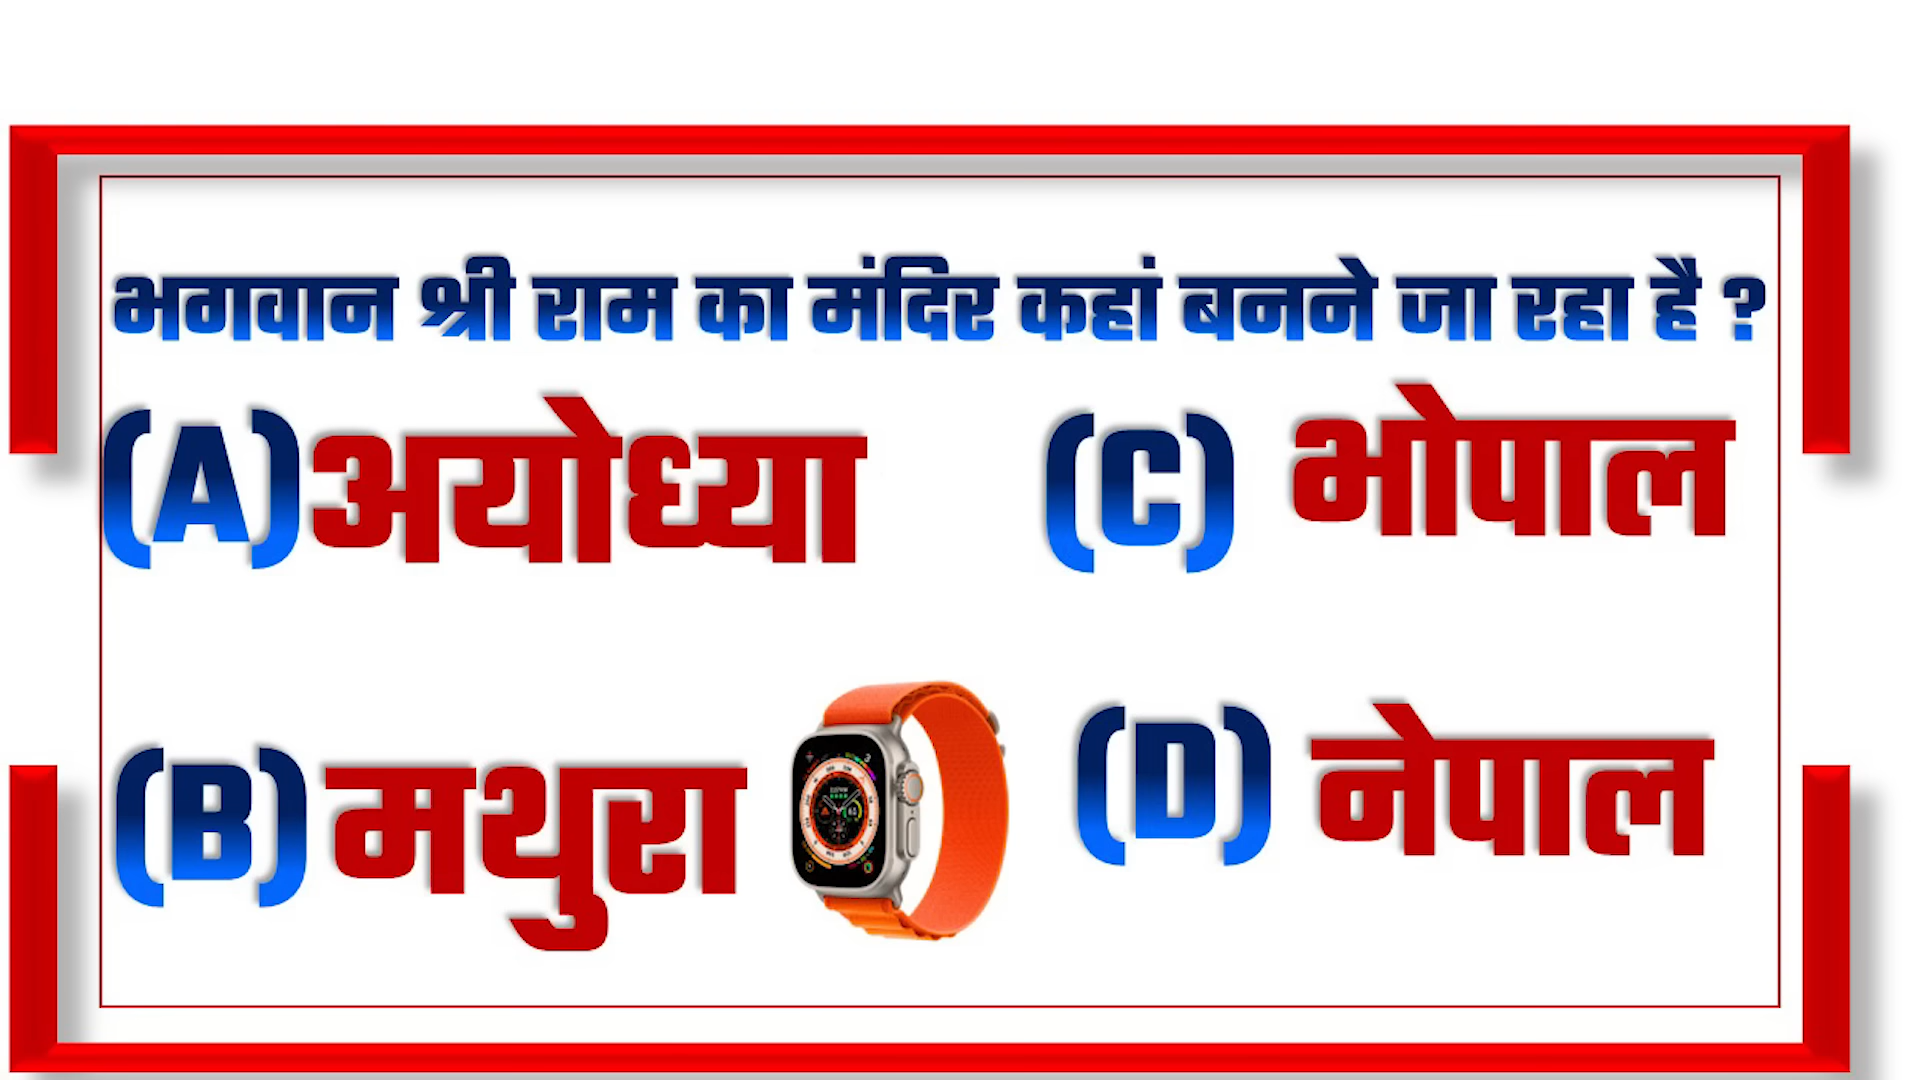 भगवान श्री राम का मंदिर कहां बनने जा रहा है ?
(A) अयोध्या
(C) भोपाल
(B) मथुरा
(D) नेपाल